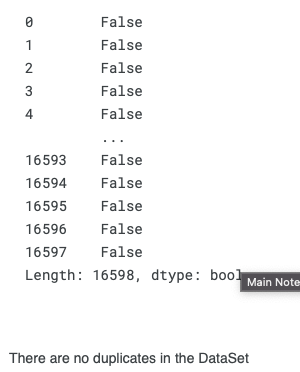 0 False
1 False
2 False
3 False
4 False
...
16593 False
16594 False
16595 False
16596 False
16597 False
Length: 16598, dtype: bool
Main Note
There are no duplicates in the DataSet